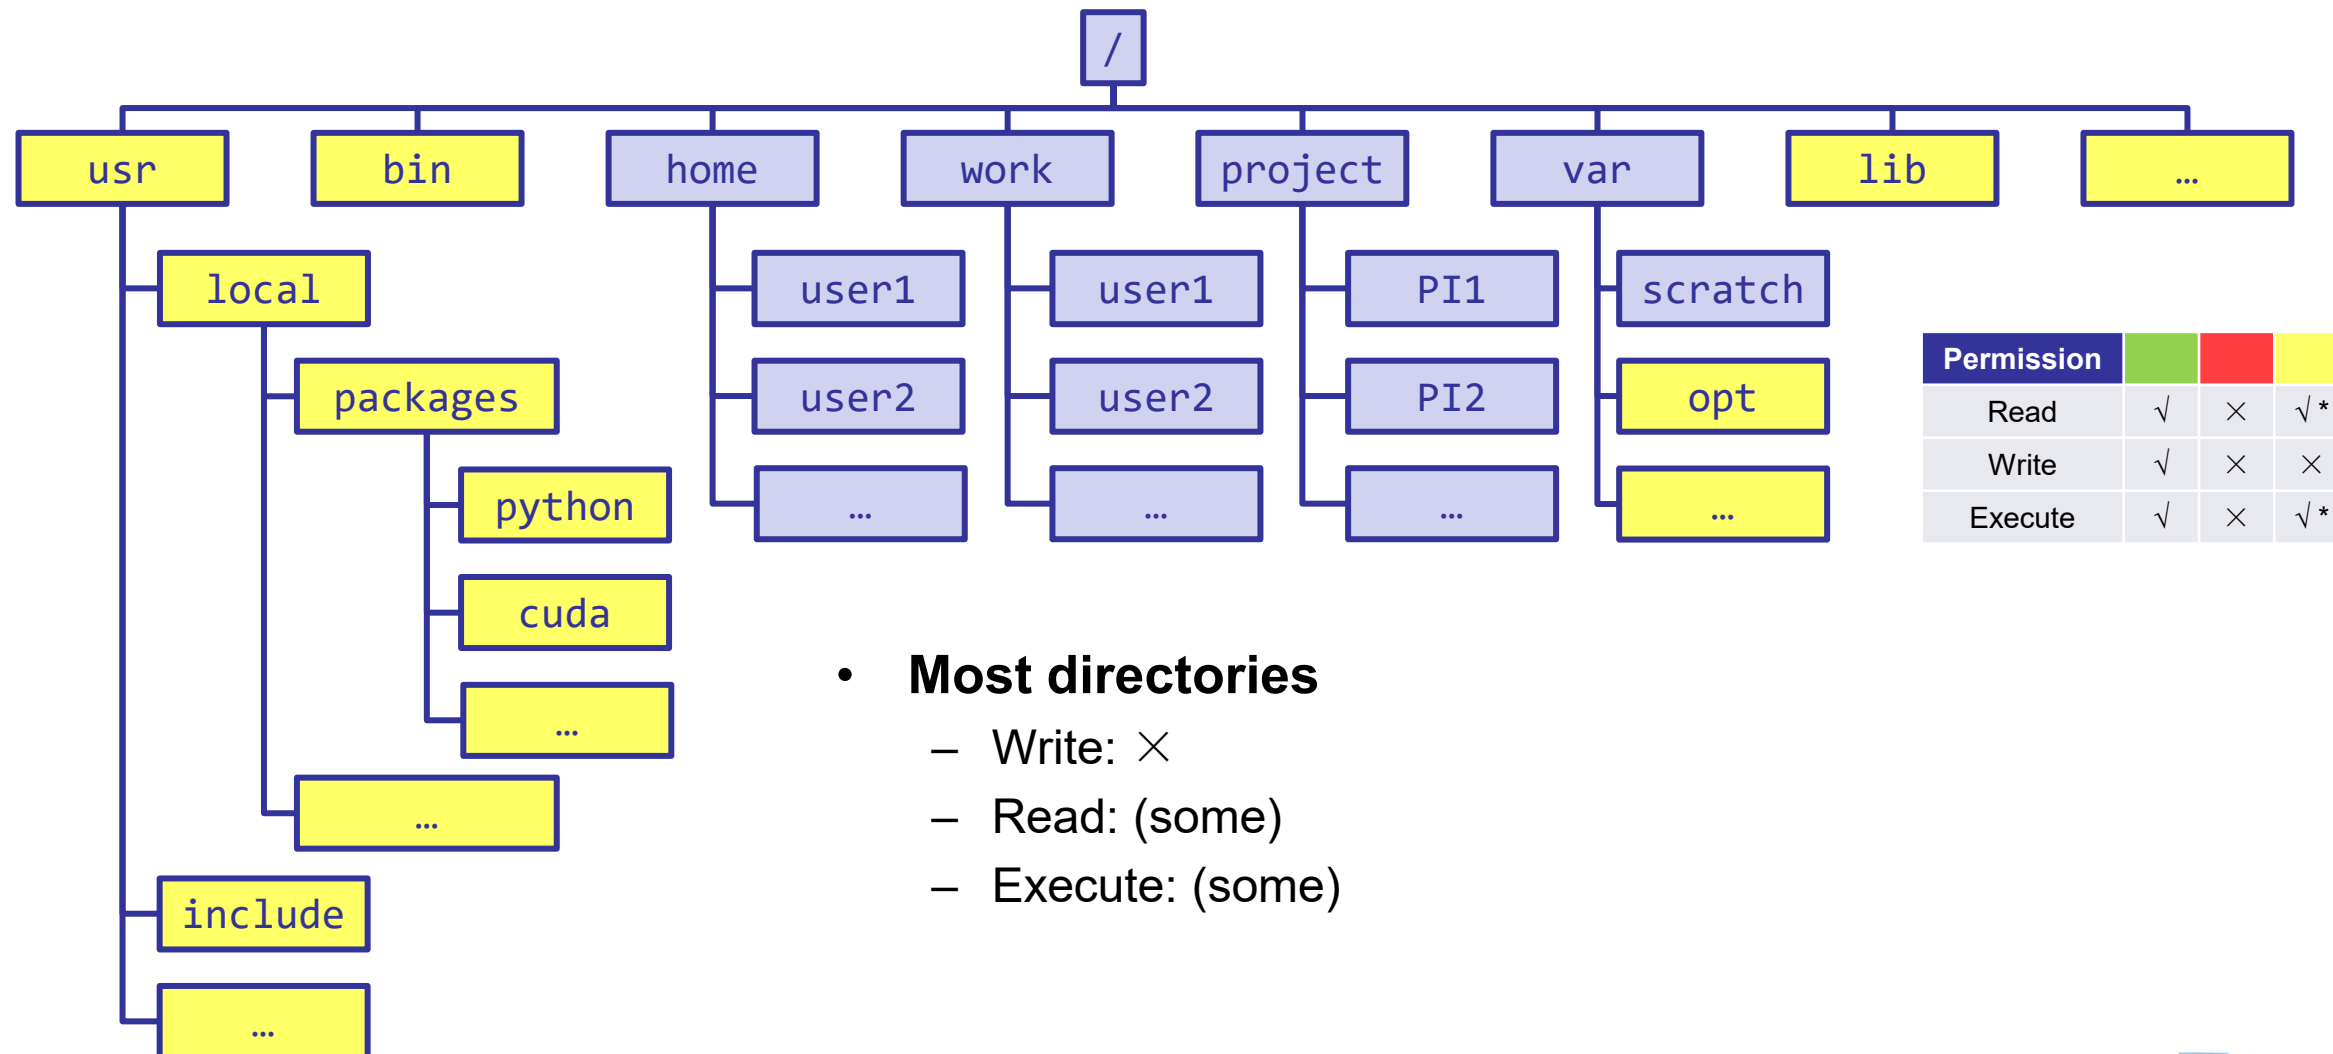 /
usr bin home work project var lib …
local user1 user1 PI1 scratch
packages user2 user2 PI2 opt
python … … … …
cuda
…
…
include
…
Permission
Read √ × √*
Write √ × ×
Execute √ × √*
• Most directories
– Write: ×
– Read: (some)
– Execute: (some)